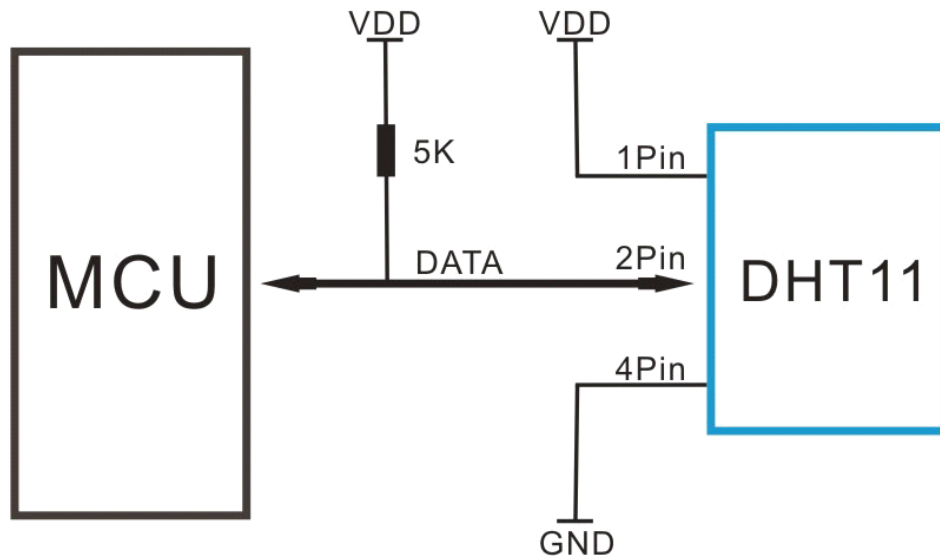 VDD
VDD
5K
1Pin
MCU
DATA
2Pin
DHT11
4Pin
GND